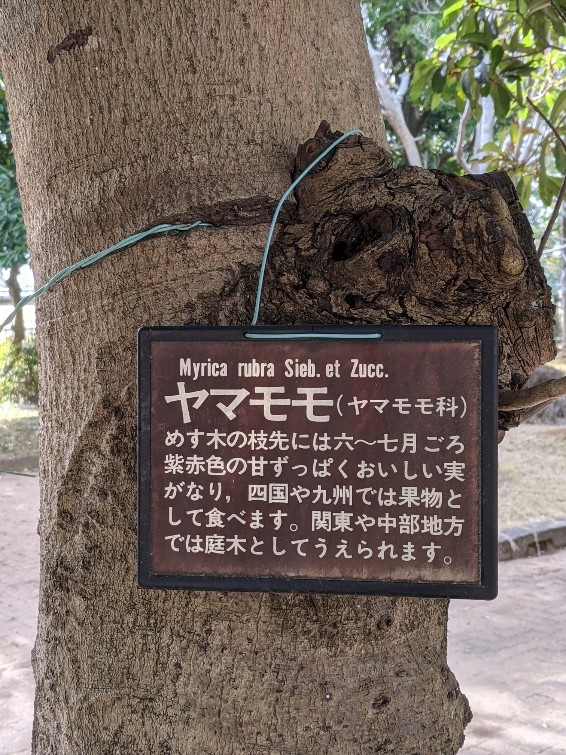 Myrica rubra Sieb. et Zucc.
ヤマモモ(ヤマモモ科)
めす木の枝先には六〜七月ごろ
紫赤色の甘ずっぱくおいしい実
がなり，四国や九州では果物と
して食べます。関東や中部地方
では庭木としてうえられます。